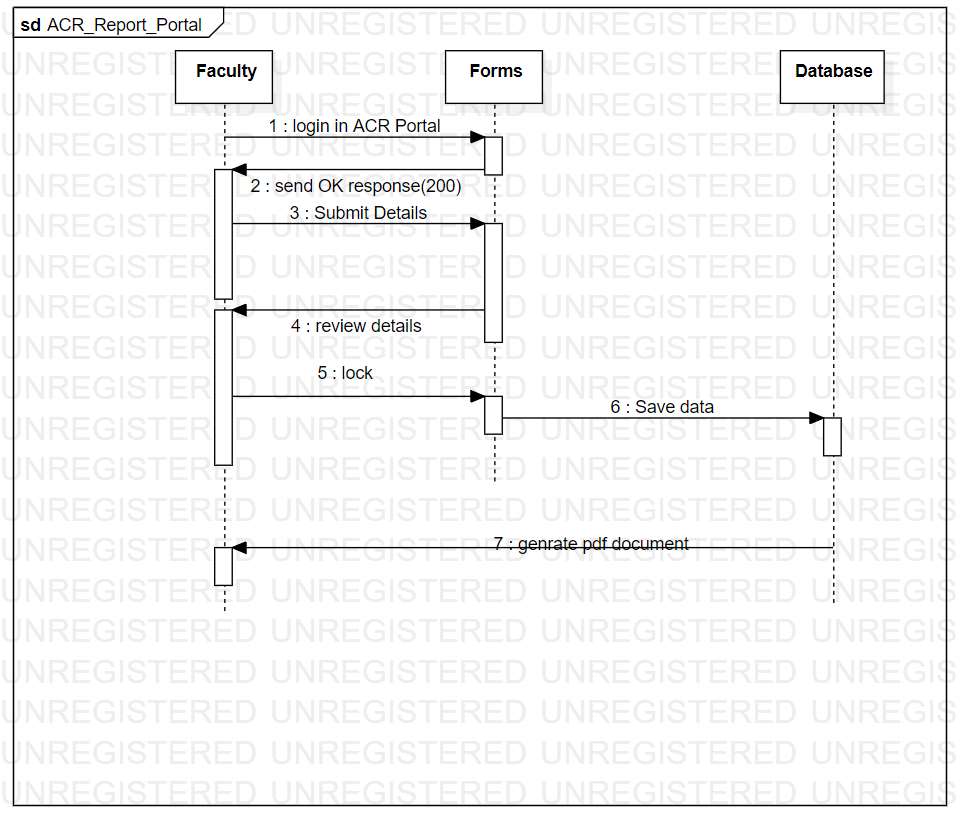 sd ACR_Report_Portal
Faculty
Forms
Database
1 : login in ACR Portal
2 : send OK response(200)
3 : Submit Details
4 : review details
5 : lock
6 : Save data
7 : genrate pdf document
UNREGISTERED